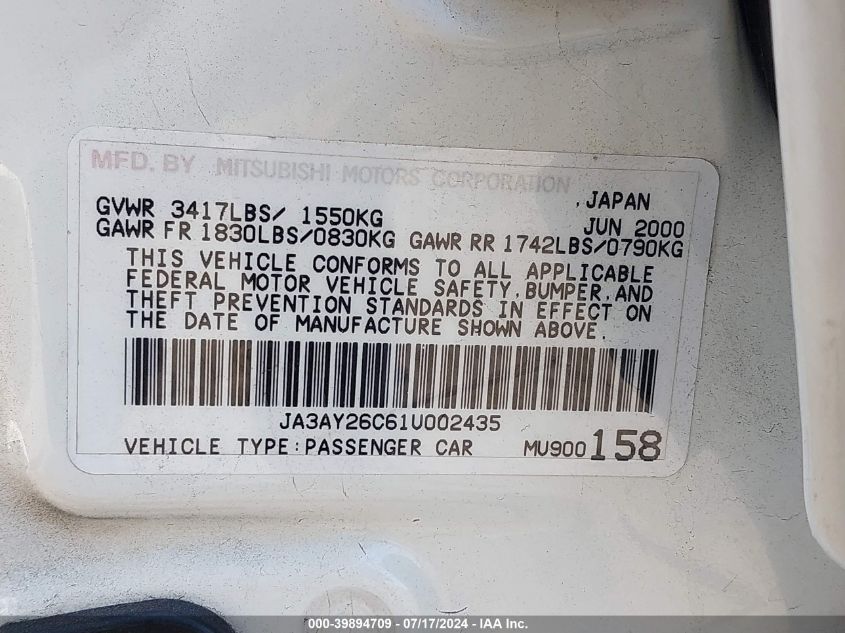 MFD. BY MITSUBISHI MOTORS CORPORATION
, JAPAN
GVWR 3417LBS/ 1550KG JUN 2000
GAWR FR 1830LBS/0830KG GAWR RR 1742LBS/0790KG
THIS VEHICLE CONFORMS TO ALL APPLICABLE
FEDERAL MOTOR VEHICLE SAFETY, BUMPER, AND
THEFT PREVENTION STANDARDS IN EFFECT ON
THE DATE OF MANUFACTURE SHOWN ABOVE.
JA3AY26C61U002435
VEHICLE TYPE:PASSENGER CAR MU900158
000-39894709 - 07/17/2024 - IAA Inc.